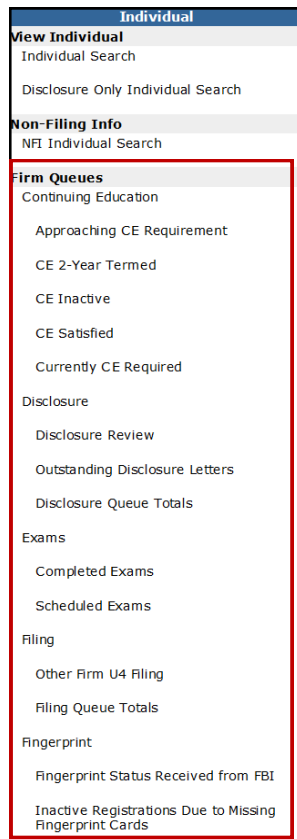 Individual
View Individual
Individual Search
Disclosure Only Individual Search
Non-Filing Info
NFI Individual Search
Firm Queues
Continuing Education
Approaching CE Requirement
CE 2-Year Termed
CE Inactive
CE Satisfied
Currently CE Required
Disclosure
Disclosure Review
Outstanding Disclosure Letters
Disclosure Queue Totals
Exams
Completed Exams
Scheduled Exams
Filing
Other Firm U4 Filing
Filing Queue Totals
Fingerprint
Fingerprint Status Received from FBI
Inactive Registrations Due to Missing
Fingerprint Cards